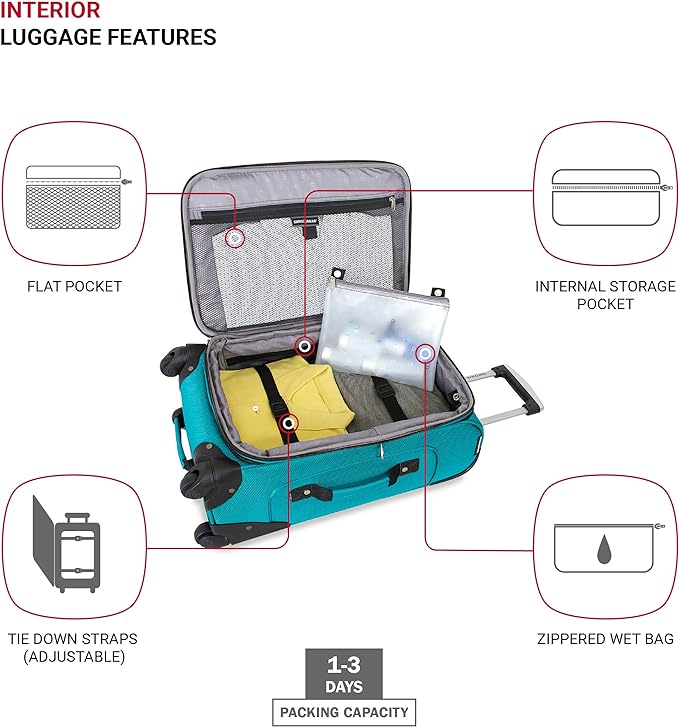 INTERIOR
LUGGAGE FEATURES
FLAT POCKET
INTERNAL STORAGE
POCKET
TIE DOWN STRAPS
(ADJUSTABLE)
ZIPPERED WET BAG
1-3
DAYS
PACKING CAPACITY